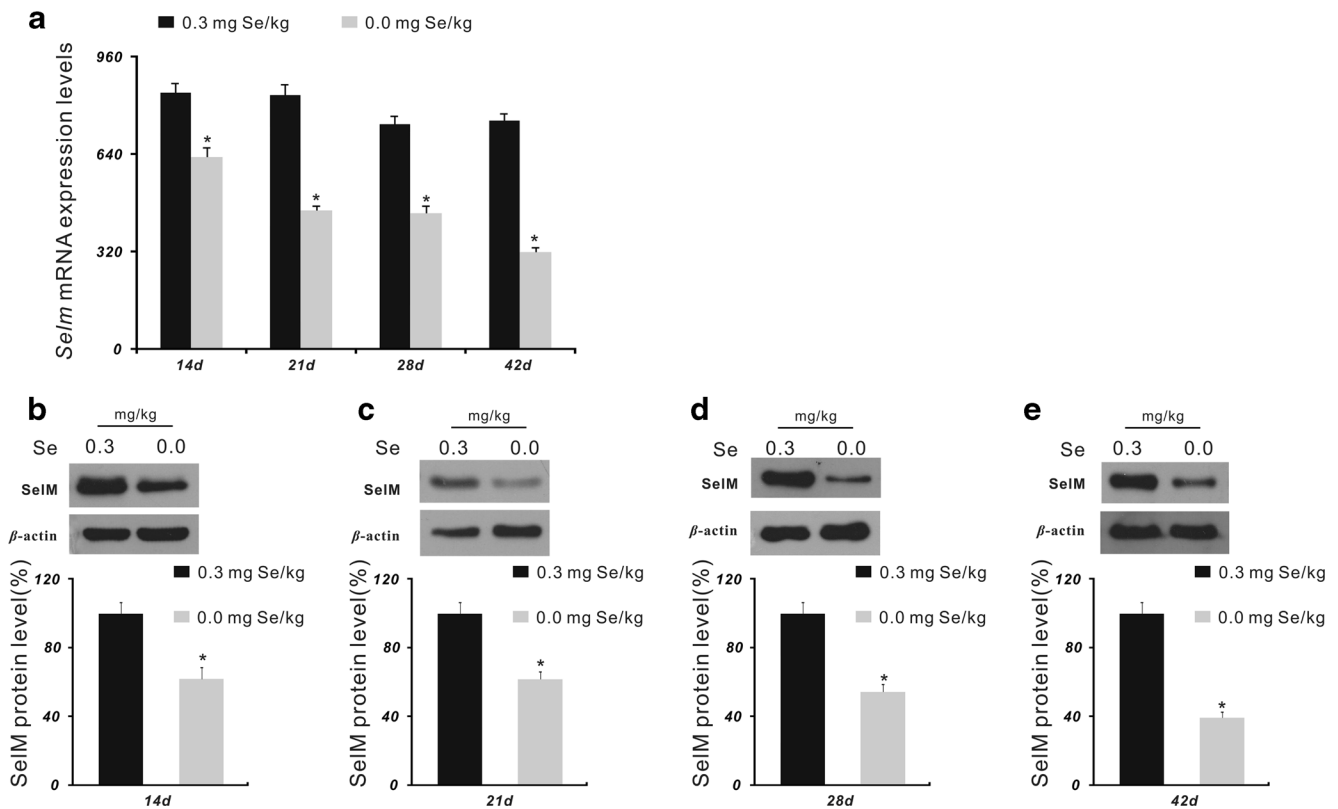 a
0.3 mg Se/kg
0.0 mg Se/kg
Selm mRNA expression levels
960
640
320
0
*
*
*
*
14d
21d
28d
42d
b
mg/kg
Se 0.3 0.0
SelM
β-actin
SelM protein level(%)
120
80
40
0
0.3 mg Se/kg
0.0 mg Se/kg
*
14d
c
mg/kg
Se 0.3 0.0
SelM
β-actin
SelM protein level(%)
120
80
40
0
0.3 mg Se/kg
0.0 mg Se/kg
*
21d
d
mg/kg
Se 0.3 0.0
SelM
β-actin
SelM protein level(%)
120
80
40
0
0.3 mg Se/kg
0.0 mg Se/kg
*
28d
e
mg/kg
Se 0.3 0.0
SelM
β-actin
SelM protein level(%)
120
80
40
0
0.3 mg Se/kg
0.0 mg Se/kg
*
42d